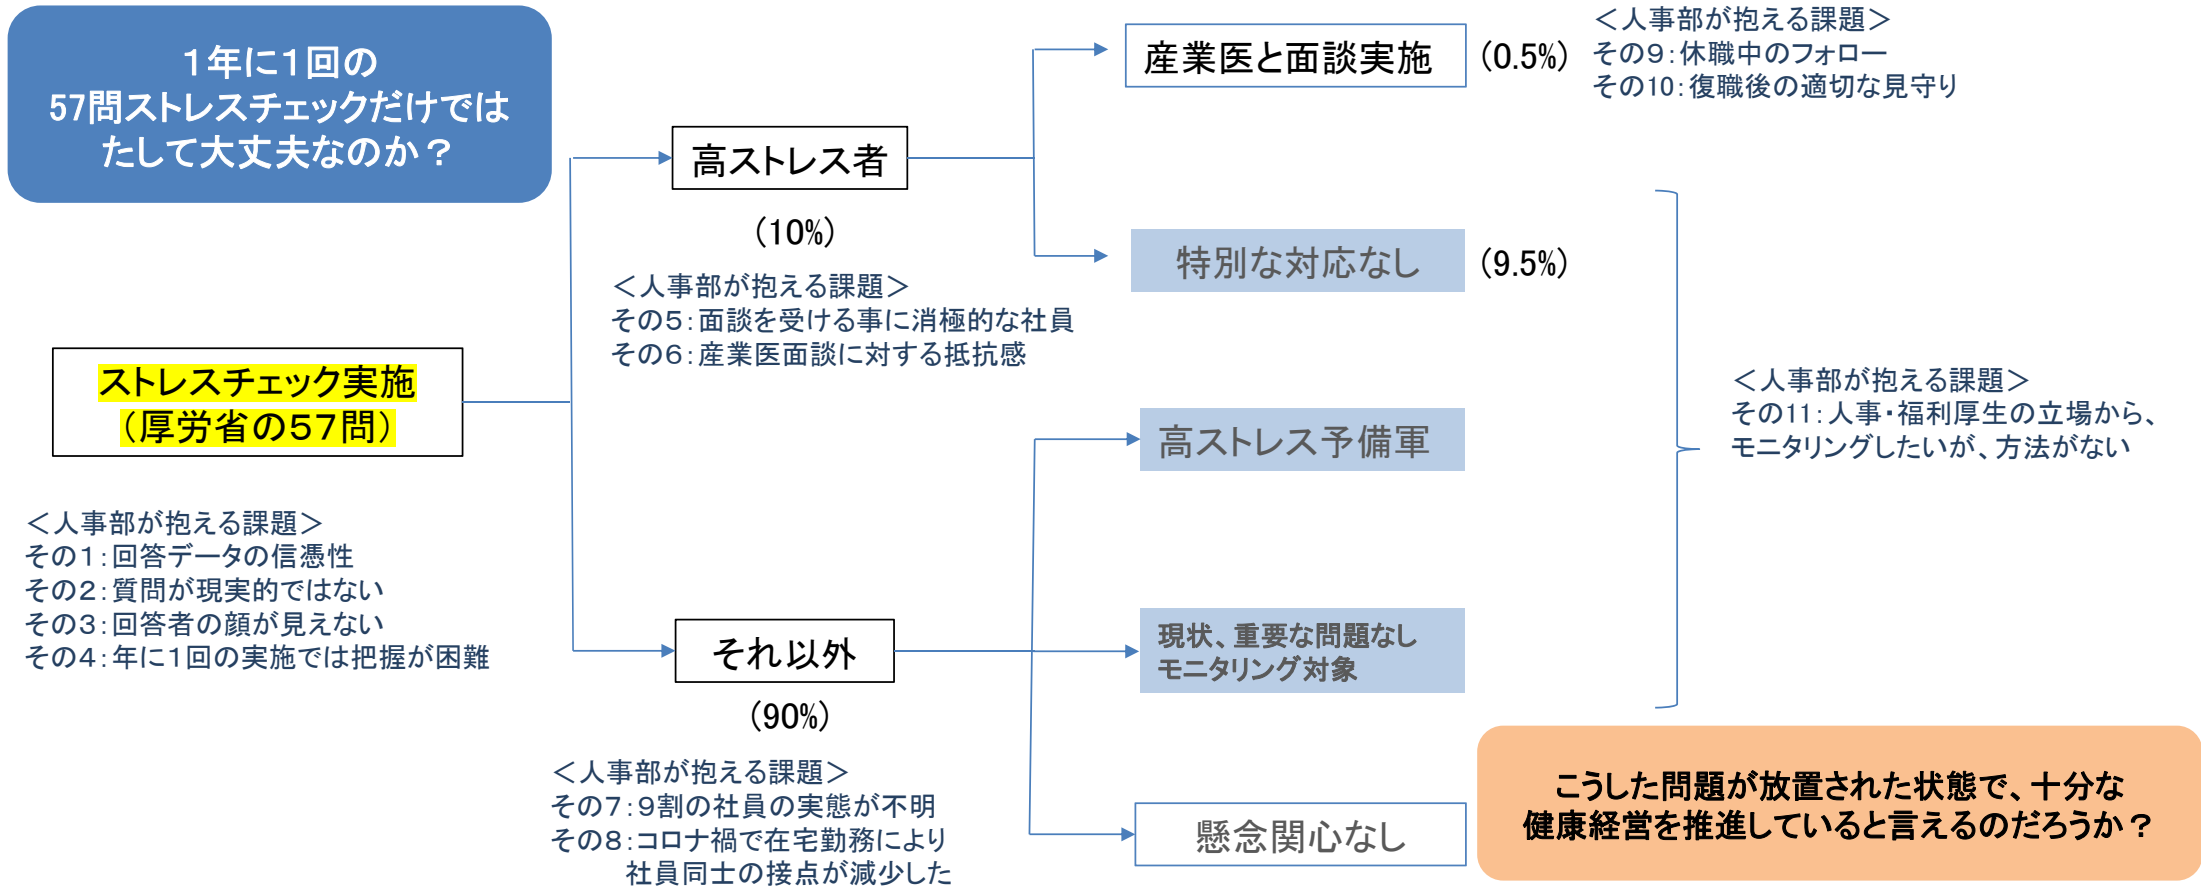 1年に1回の
57問ストレスチェックだけでは
たして大丈夫なのか？
ストレスチェック実施
（厚労省の57問）
＜人事部が抱える課題＞
その1：回答データの信憑性
その2：質問が現実的ではない
その3：回答者の顔が見えない
その4：年に1回の実施では把握が困難
高ストレス者
(10%)
＜人事部が抱える課題＞
その5：面談を受ける事に消極的な社員
その6：産業医面談に対する抵抗感
それ以外
(90%)
＜人事部が抱える課題＞
その7：9割の社員の実態が不明
その8：コロナ禍で在宅勤務により
社員同士の接点が減少した
産業医と面談実施
(0.5%)
＜人事部が抱える課題＞
その9：休職中のフォロー
その10：復職後の適切な見守り
特別な対応なし
(9.5%)
高ストレス予備軍
現状、重要な問題なし
モニタリング対象
懸念関心なし
＜人事部が抱える課題＞
その11：人事・福利厚生の立場から、
モニタリングしたいが、方法がない
こうした問題が放置された状態で、十分な
健康経営を推進していると言えるのだろうか？